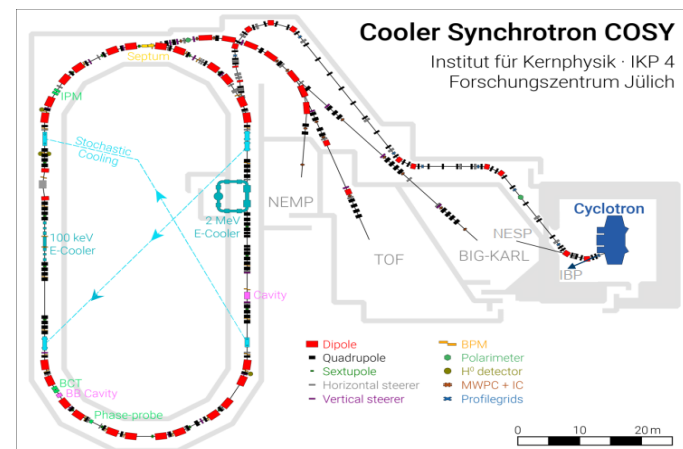 Cooler Synchrotron COSY
Institut für Kernphysik · IKP 4
Forschungszentrum Jülich
Septum
IPM
Stochastic
Cooling
NEMP
2 MeV
E-Cooler
100 keV
E-Cooler
TOF
BIG-KARL
NESP
Cyclotron
IBP
Cavity
BCT
BB Cavity
Phase-probe
Dipole
Quadrupole
Sextupole
Horizontal steerer
Vertical steerer
BPM
Polarimeter
H⁰ detector
MWPC + IC
Profilegrids
0 10 20 m